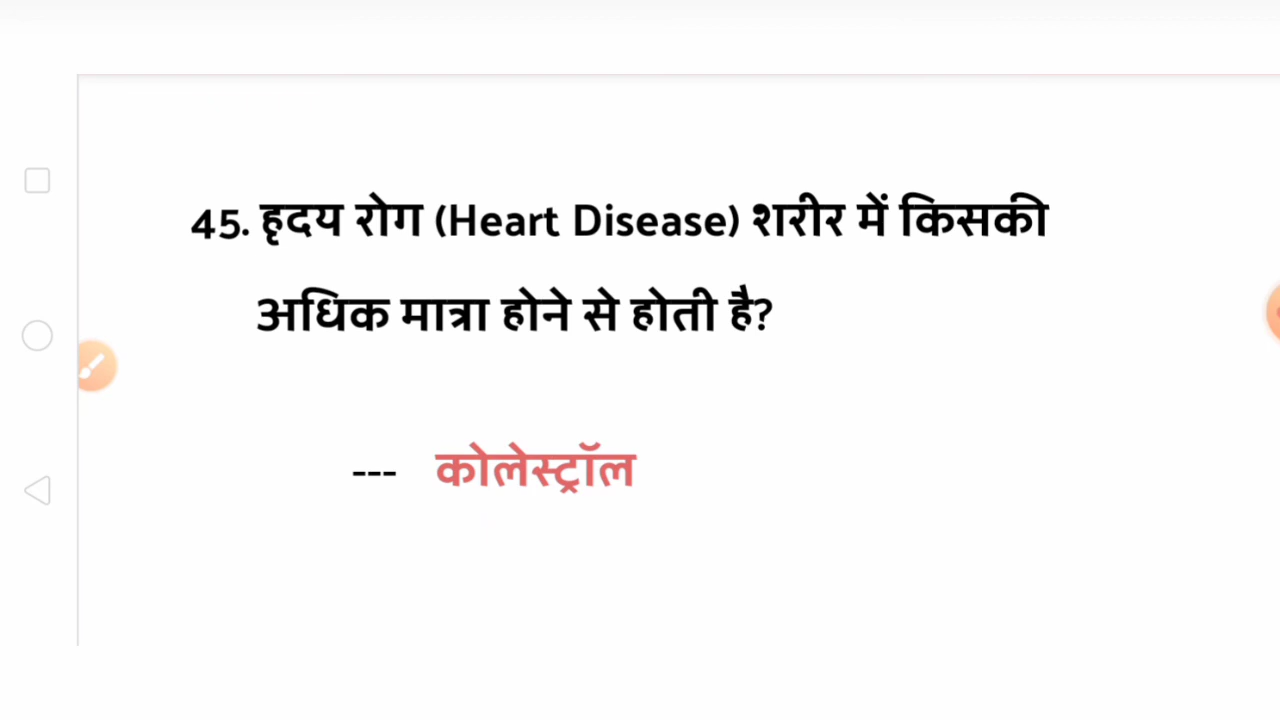 45. हृदय रोग (Heart Disease) शरीर में किसकी
अधिक मात्रा होने से होती है?
--- कोलेस्ट्रॉल